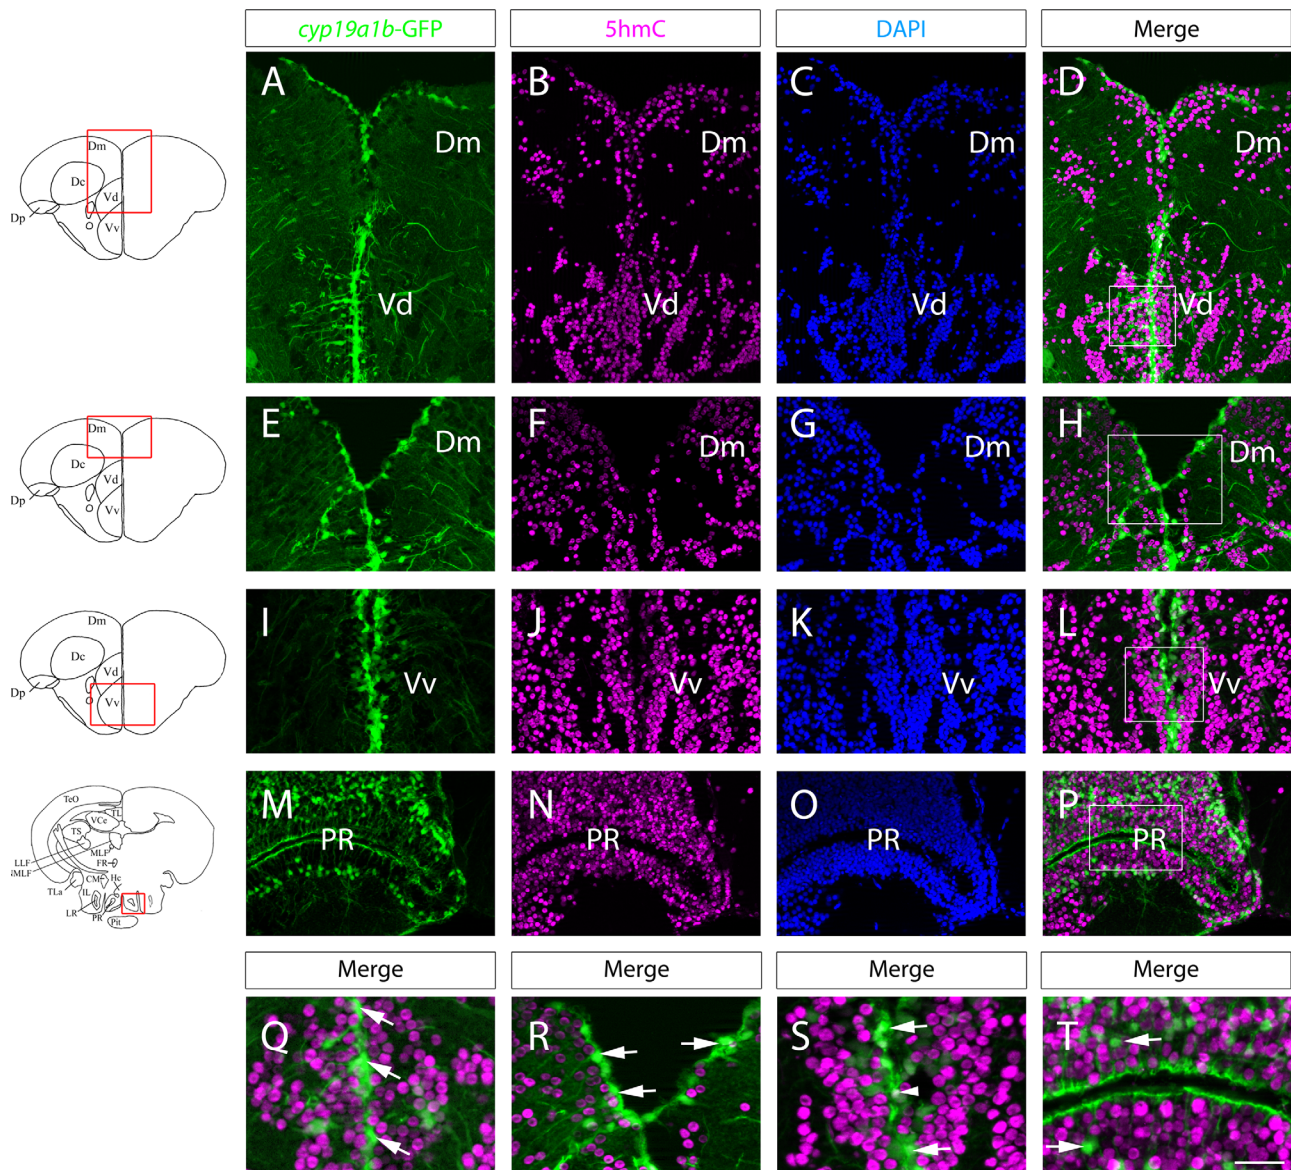 cyp19a1b-GFP 5hmC DAPI Merge
A B C D
Dm Dm Dm Dm
Vd Vd Vd Vd
Dm
Dc
Vd
Dp
Vv
E F G H
Dm Dm Dm Dm
Dm
Dc
Vd
Dp
Vv
I J K L
Vv Vv Vv Vv
Dm
Dc
Vd
Dp
Vv
M N O P
PR PR PR PR
TeO
TL
VCe
TS
LLF MLF
iMLF FR
TLa CM Hc
IL
LR PR
Pit
Merge Merge Merge Merge
Q R S T